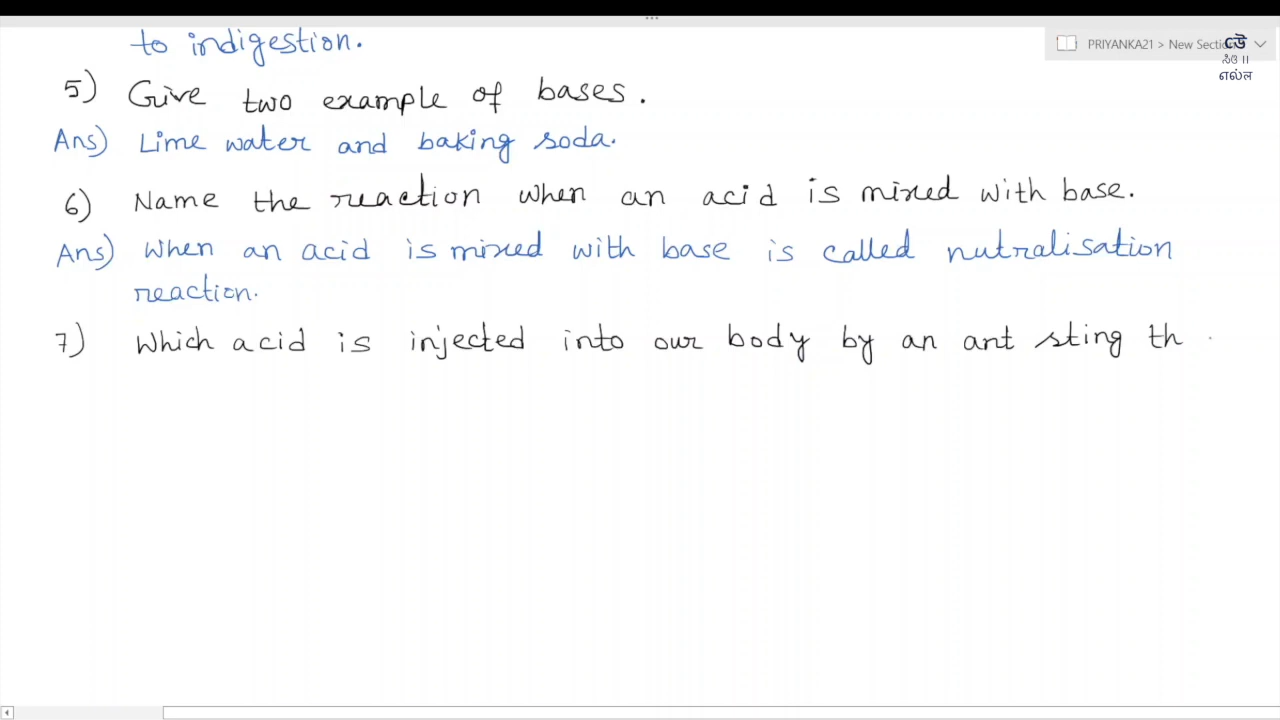 to indigestion.
PRIYANKA21 > New Section
5) Give two example of bases.
Ans) Lime water and baking soda.
6) Name the reaction when an acid is mixed with base.
Ans) When an acid is mixed with base is called nutralisation
reaction.
7) Which acid is injected into our body by an ant sting th
எல்ல